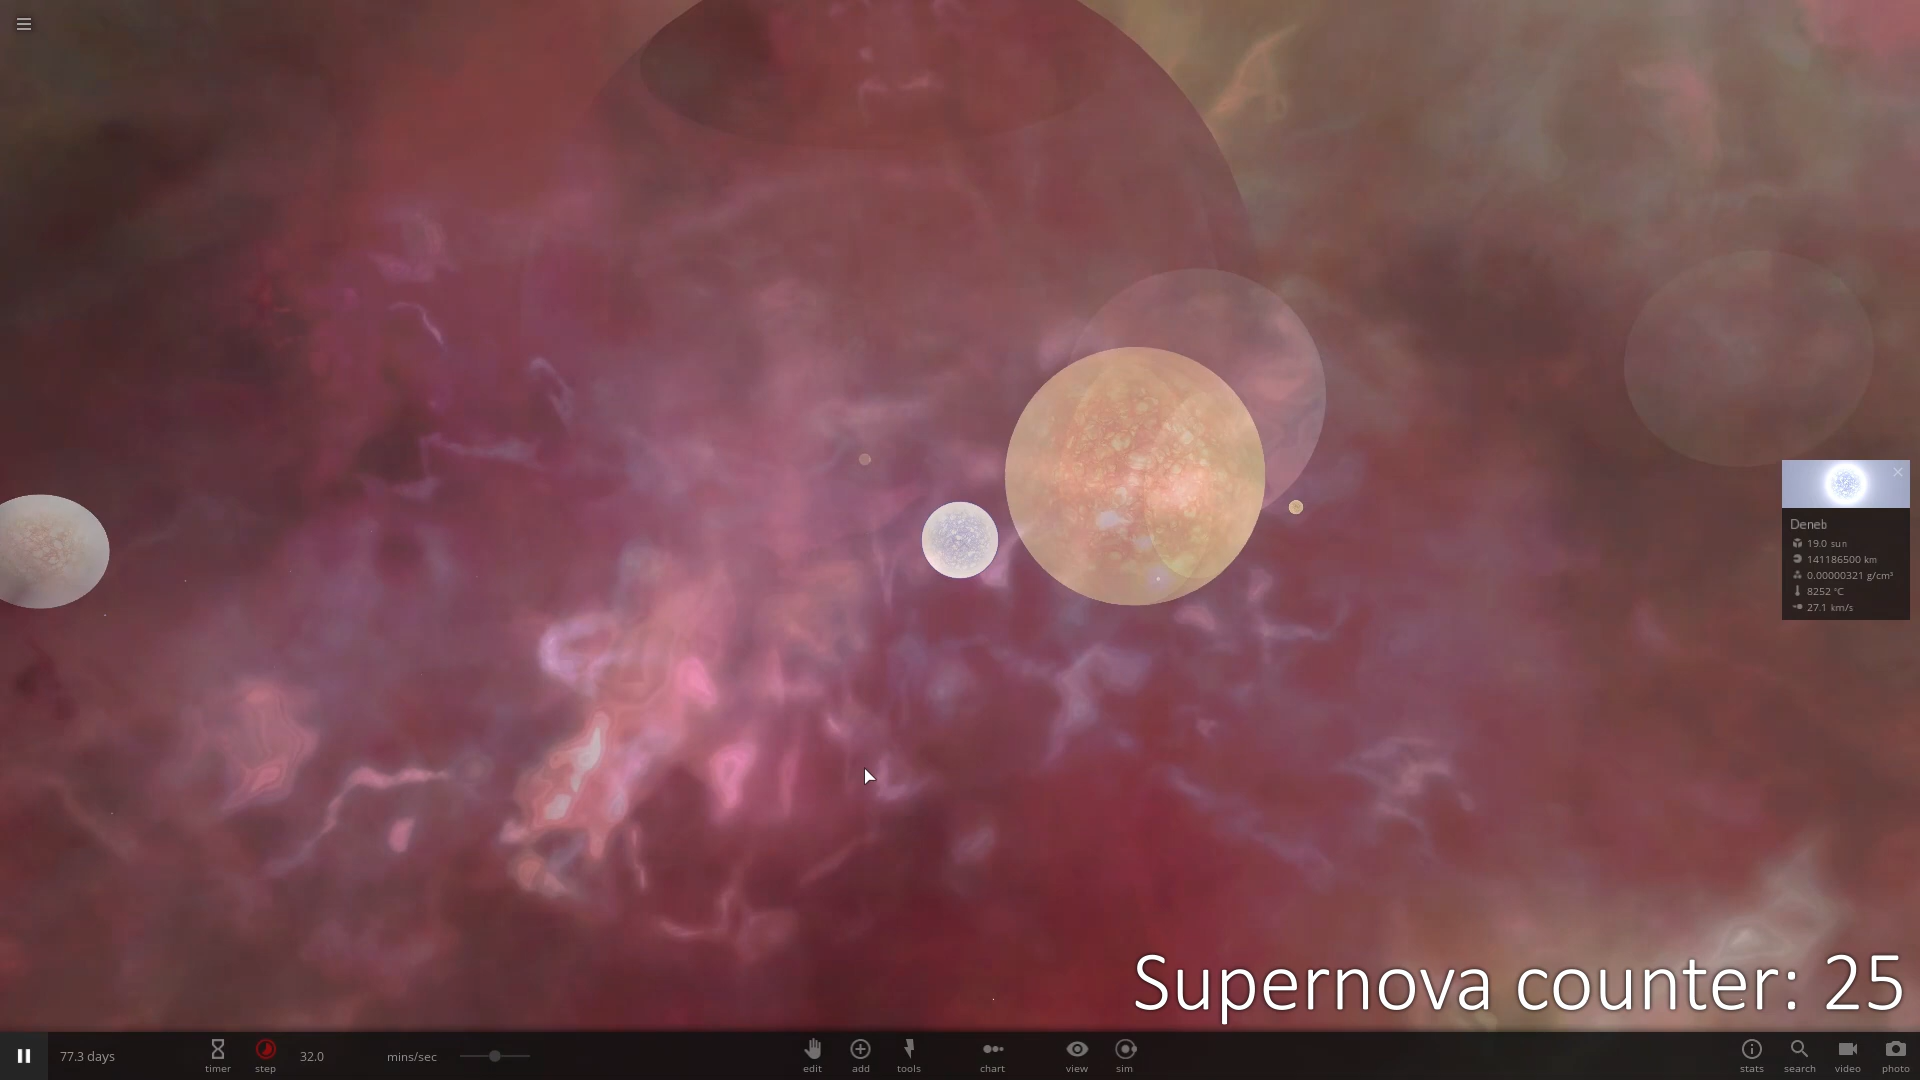 Deneb
19.0 sun
141186500 km
0.00000321 g/cm³
8252 °C
27.1 km/s
Supernova counter: 25
77.3 days
timer
step
32.0
mins/sec
edit
add
tools
chart
view
sim
stats
search
video
photo